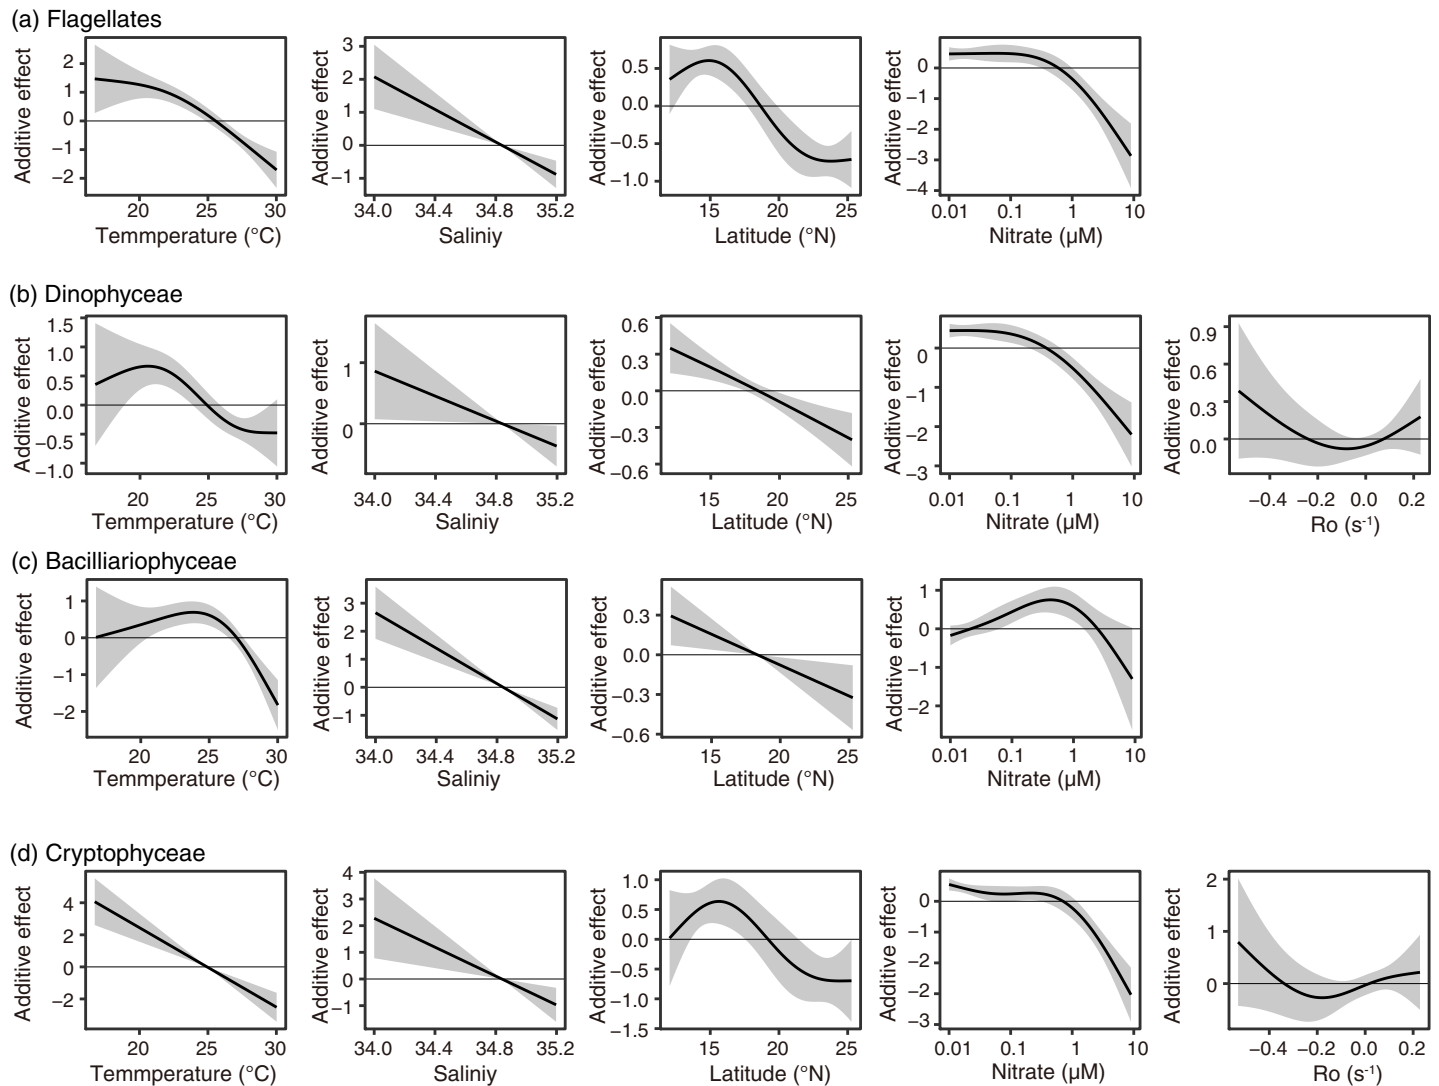 (a) Flagellates
Additive effect
2
1
0
−1
−2
20 25 30
Temmperature (°C)
Additive effect
3
2
1
0
−1
34.0 34.4 34.8 35.2
Saliniy
Additive effect
0.5
0.0
−0.5
−1.0
15 20 25
Latitude (°N)
Additive effect
0
−1
−2
−3
−4
0.01 0.1 1 10
Nitrate (µM)
(b) Dinophyceae
Additive effect
1.5
1.0
0.5
0.0
−0.5
−1.0
20 25 30
Temmperature (°C)
Additive effect
1
0
34.0 34.4 34.8 35.2
Saliniy
Additive effect
0.6
0.3
0.0
−0.3
−0.6
15 20 25
Latitude (°N)
Additive effect
0
−1
−2
−3
0.01 0.1 1 10
Nitrate (µM)
Additive effect
0.9
0.6
0.3
0.0
−0.4 −0.2 0.0 0.2
Ro (s-1)
(c) Bacilliariophyceae
Additive effect
1
0
−1
−2
20 25 30
Temmperature (°C)
Additive effect
3
2
1
0
−1
34.0 34.4 34.8 35.2
Saliniy
Additive effect
0.3
0.0
−0.3
−0.6
15 20 25
Latitude (°N)
Additive effect
1
0
−1
−2
0.01 0.1 1 10
Nitrate (µM)
(d) Cryptophyceae
Additive effect
4
2
0
−2
20 25 30
Temmperature (°C)
Additive effect
4
3
2
1
0
−1
34.0 34.4 34.8 35.2
Saliniy
Additive effect
1.0
0.5
0.0
−0.5
−1.0
−1.5
15 20 25
Latitude (°N)
Additive effect
0
−1
−2
−2
−3
0.01 0.1 1 10
Nitrate (µM)
Additive effect
2
1
0
−0.4 −0.2 0.0 0.2
Ro (s-1)